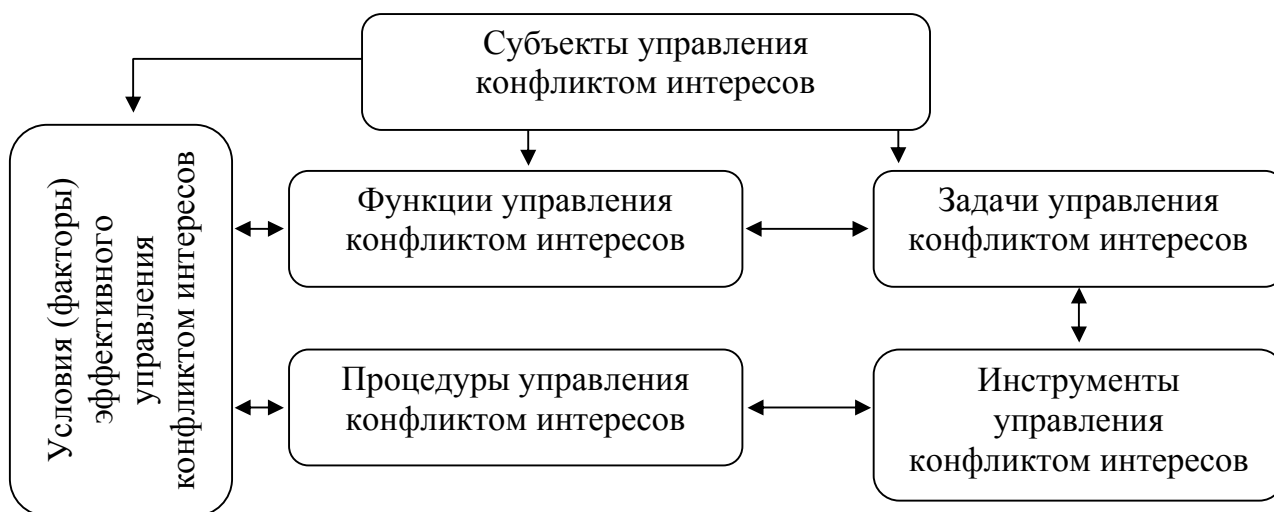 Субъекты управления
конфликтом интересов
Условия (факторы)
эффективного
управления
конфликтом интересов
Функции управления
конфликтом интересов
Задачи управления
конфликтом интересов
Процедуры управления
конфликтом интересов
Инструменты
управления
конфликтом интересов